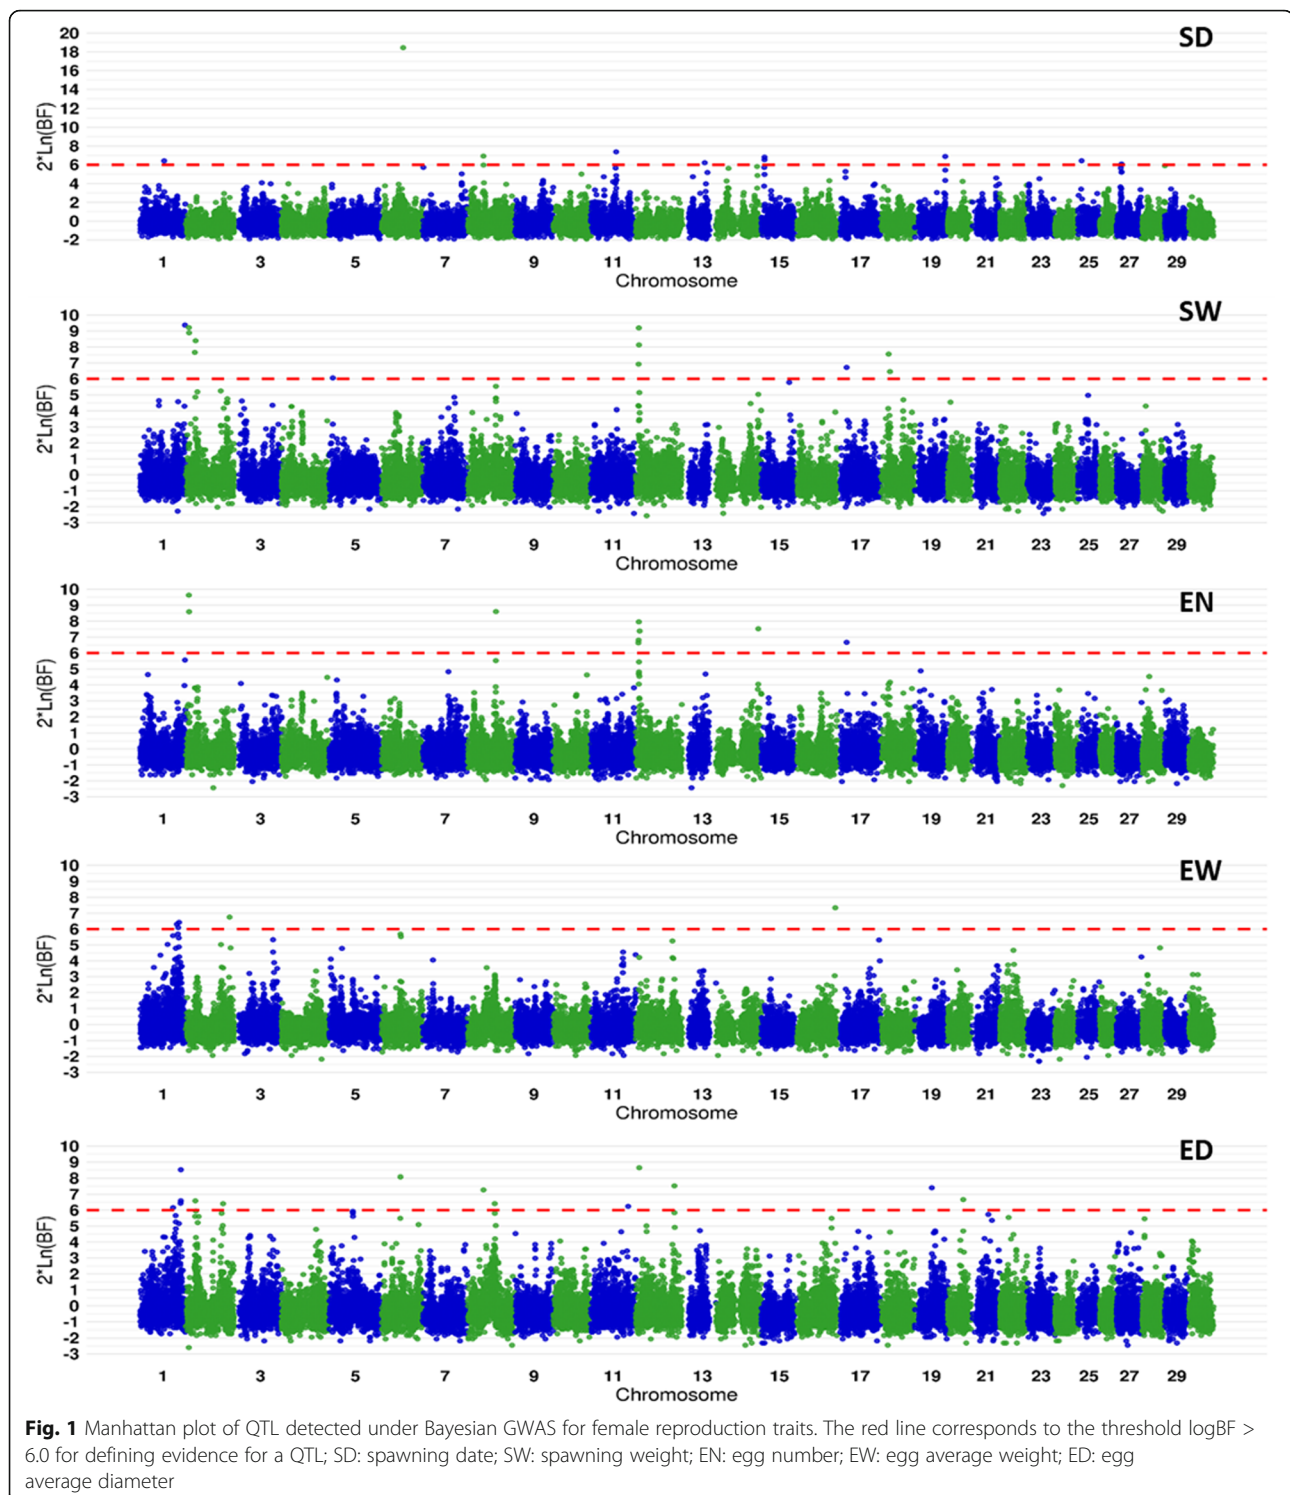 SD
2*Ln(BF)
20
18
16
14
12
10
8
6
4
2
0
-2
1 3 5 7 9 11 13 15 17 19 21 23 25 27 29
Chromosome
SW
2*Ln(BF)
10
9
8
7
6
5
4
3
2
1
0
-1
-2
-3
1 3 5 7 9 11 13 15 17 19 21 23 25 27 29
Chromosome
EN
2*Ln(BF)
10
9
8
7
6
5
4
3
2
1
0
-1
-2
-3
1 3 5 7 9 11 13 15 17 19 21 23 25 27 29
Chromosome
EW
2*Ln(BF)
10
9
8
7
6
5
4
3
2
1
0
-1
-2
-3
1 3 5 7 9 11 13 15 17 19 21 23 25 27 29
Chromosome
ED
2*Ln(BF)
10
9
8
7
6
5
4
3
2
1
0
-1
-2
-3
1 3 5 7 9 11 13 15 17 19 21 23 25 27 29
Chromosome
Fig. 1 Manhattan plot of QTL detected under Bayesian GWAS for female reproduction traits. The red line corresponds to the threshold logBF >
6.0 for defining evidence for a QTL; SD: spawning date; SW: spawning weight; EN: egg number; EW: egg average weight; ED: egg
average diameter